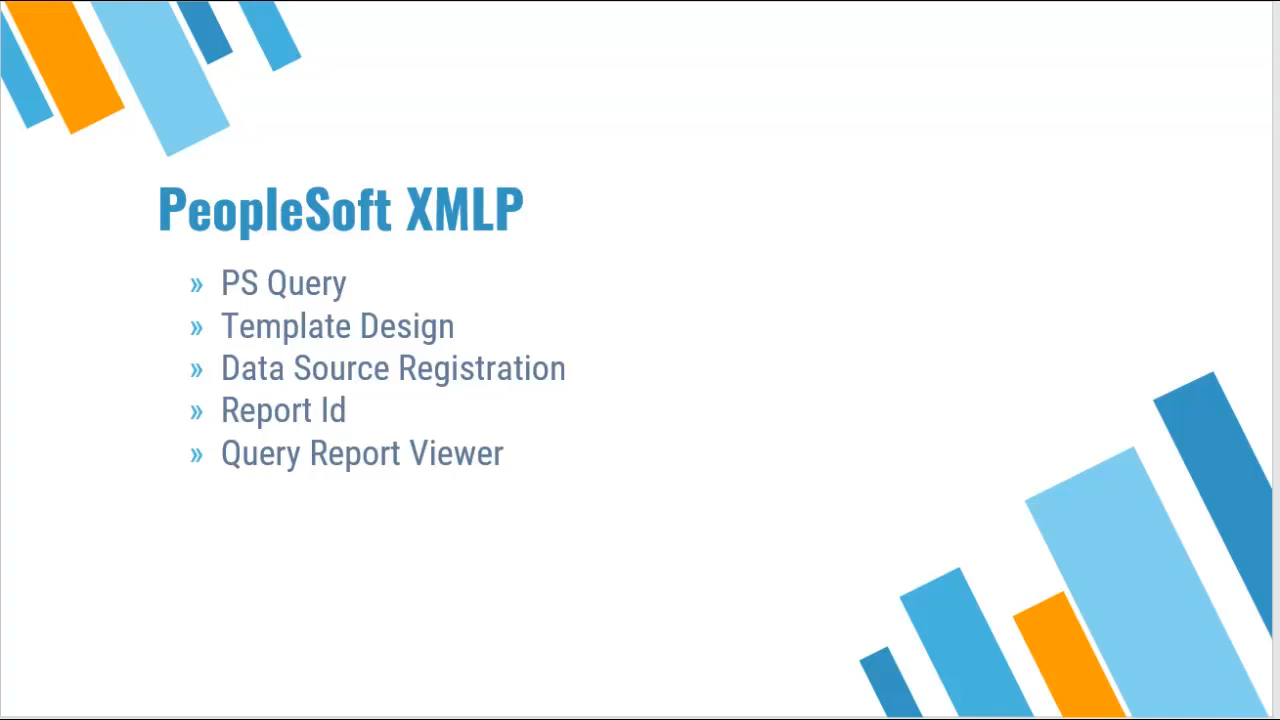 PeopleSoft XMLP
» PS Query
» Template Design
» Data Source Registration
» Report Id
» Query Report Viewer